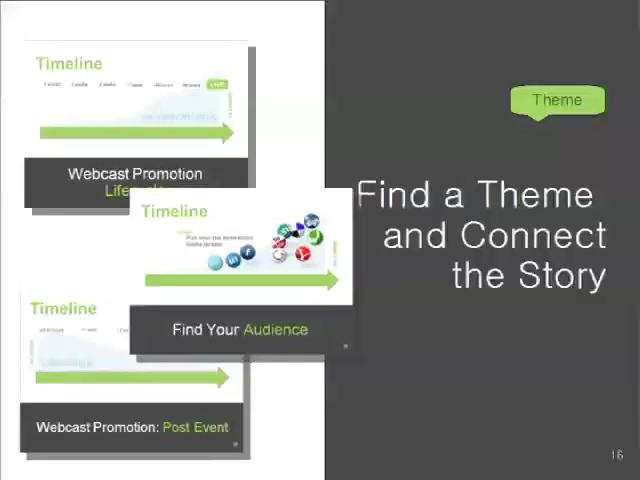 Timeline
Webcast Promotion
Timeline
Find Your Audience
Timeline
Webcast Promotion: Post Event
Theme
Find a Theme
and Connect
the Story
16